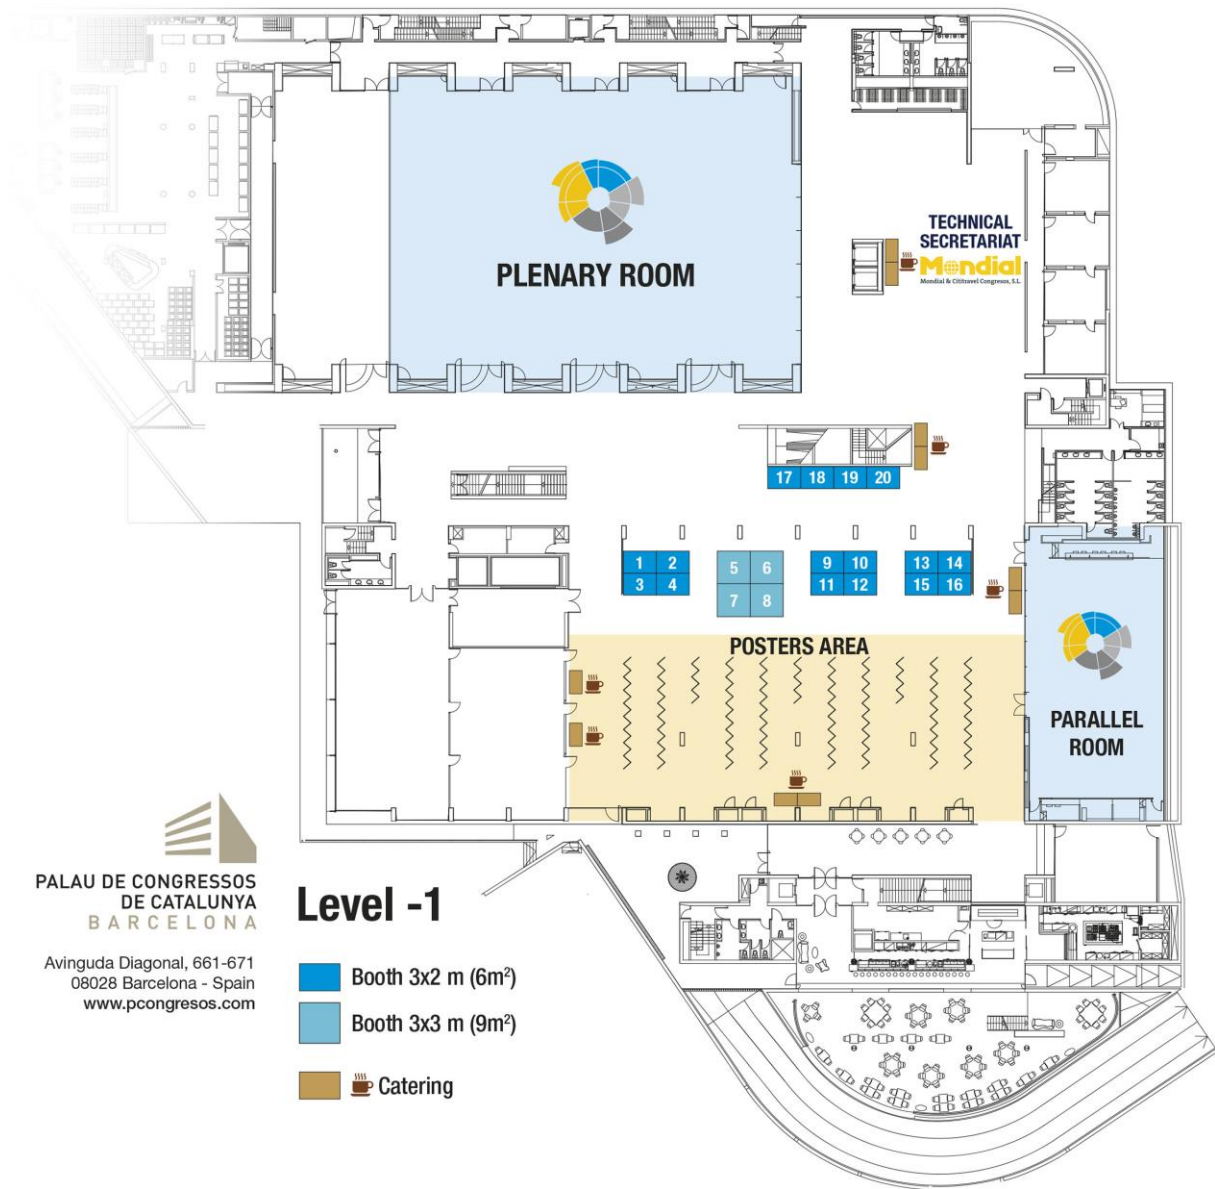 TECHNICAL
SECRETARIAT
Mondial
Mondial & Cititravel Congresos, S.L.
PLENARY ROOM
17 18 19 20
1 2 5 6 9 10 13 14
3 4 7 8 11 12 15 16
POSTERS AREA
PARALLEL
ROOM
PALAU DE CONGRESSOS
DE CATALUNYA
BARCELONA
Avinguda Diagonal, 661-671
08028 Barcelona - Spain
www.pcongresos.com
Level -1
Booth 3x2 m (6m²)
Booth 3x3 m (9m²)
Catering